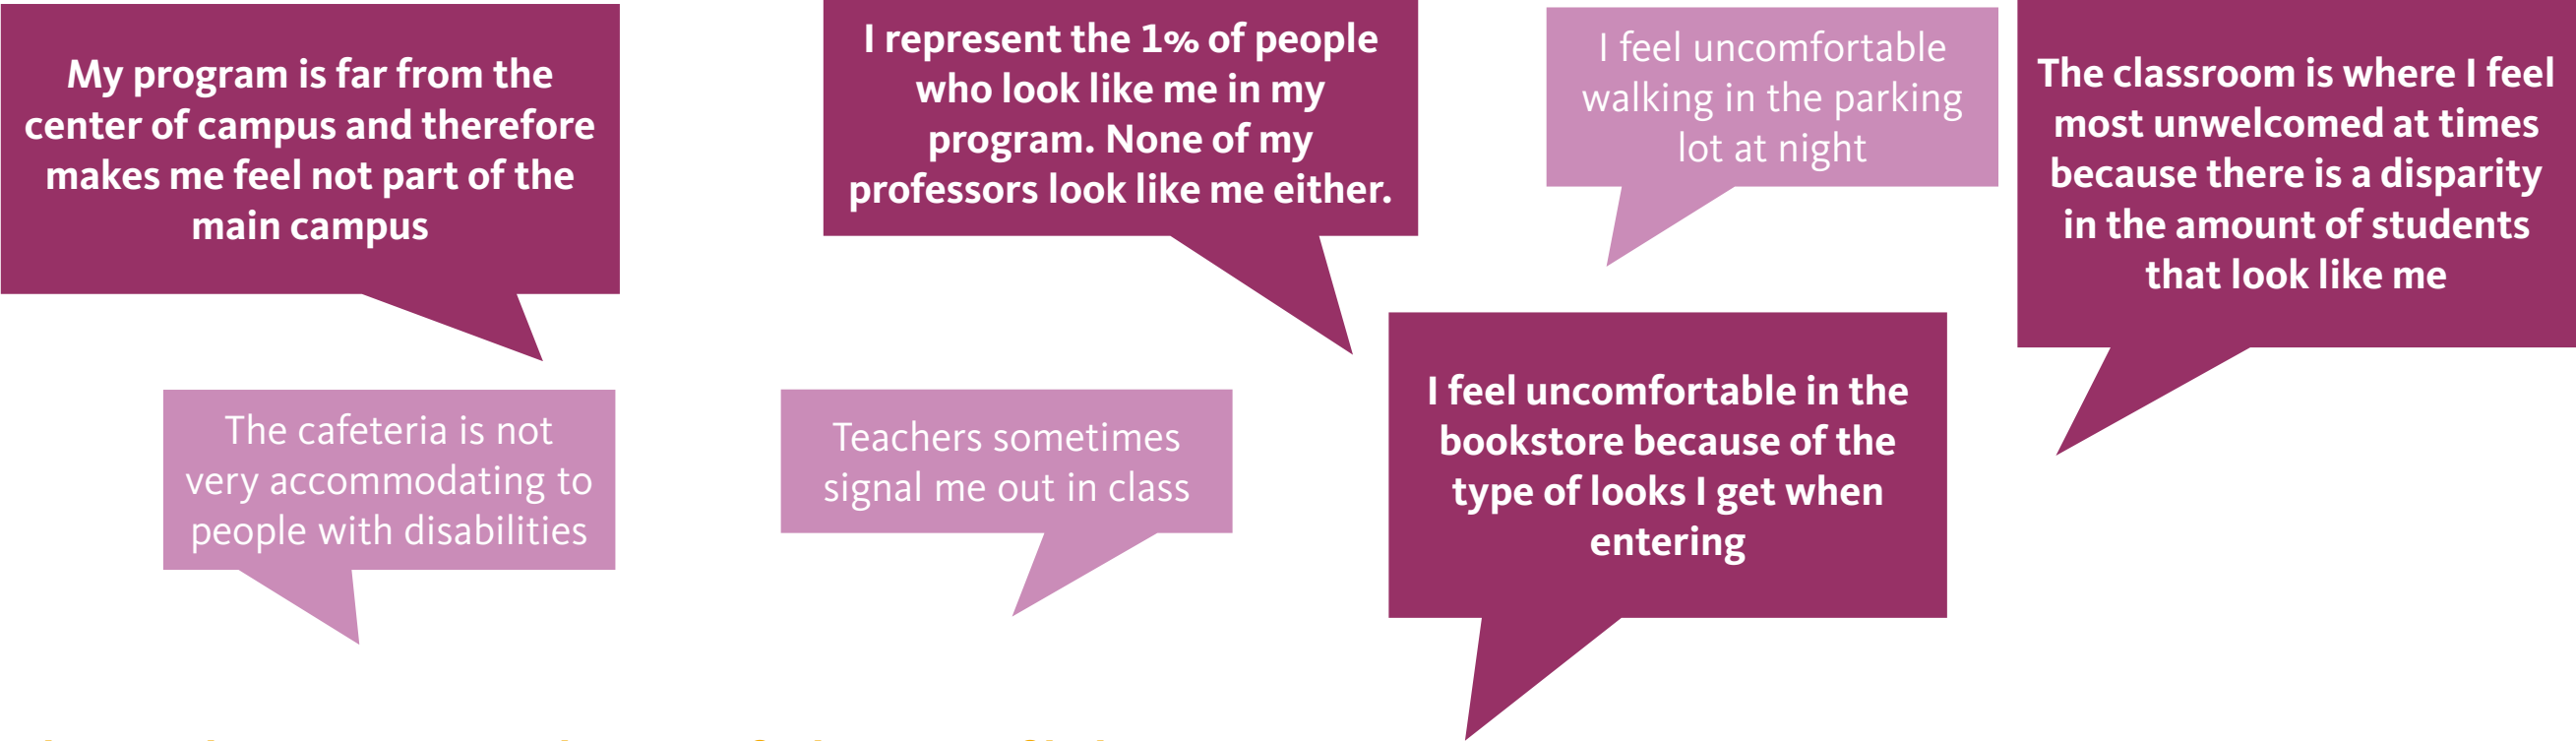 My program is far from the
center of campus and therefore
makes me feel not part of the
main campus
I represent the 1% of people
who look like me in my
program. None of my
professors look like me either.
I feel uncomfortable
walking in the parking
lot at night
The classroom is where I feel
most unwelcomed at times
because there is a disparity
in the amount of students
that look like me
The cafeteria is not
very accommodating to
people with disabilities
Teachers sometimes
signal me out in class
I feel uncomfortable in the
bookstore because of the
type of looks I get when
entering